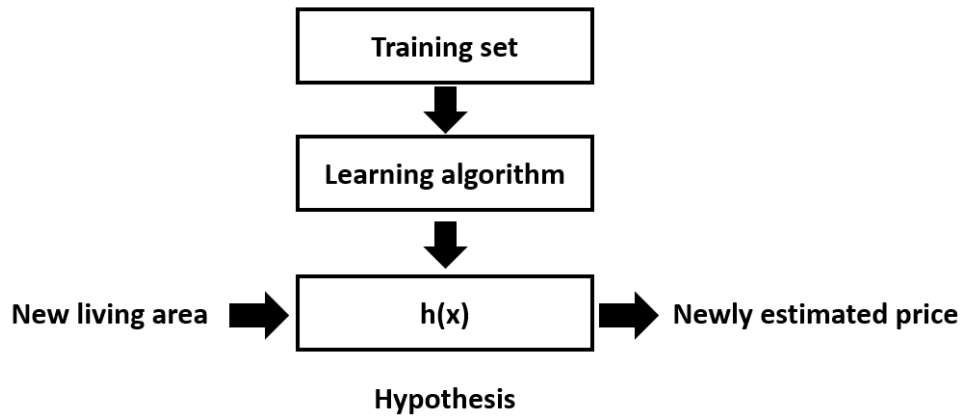 Training set
Learning algorithm
New living area
h(x)
Newly estimated price
Hypothesis